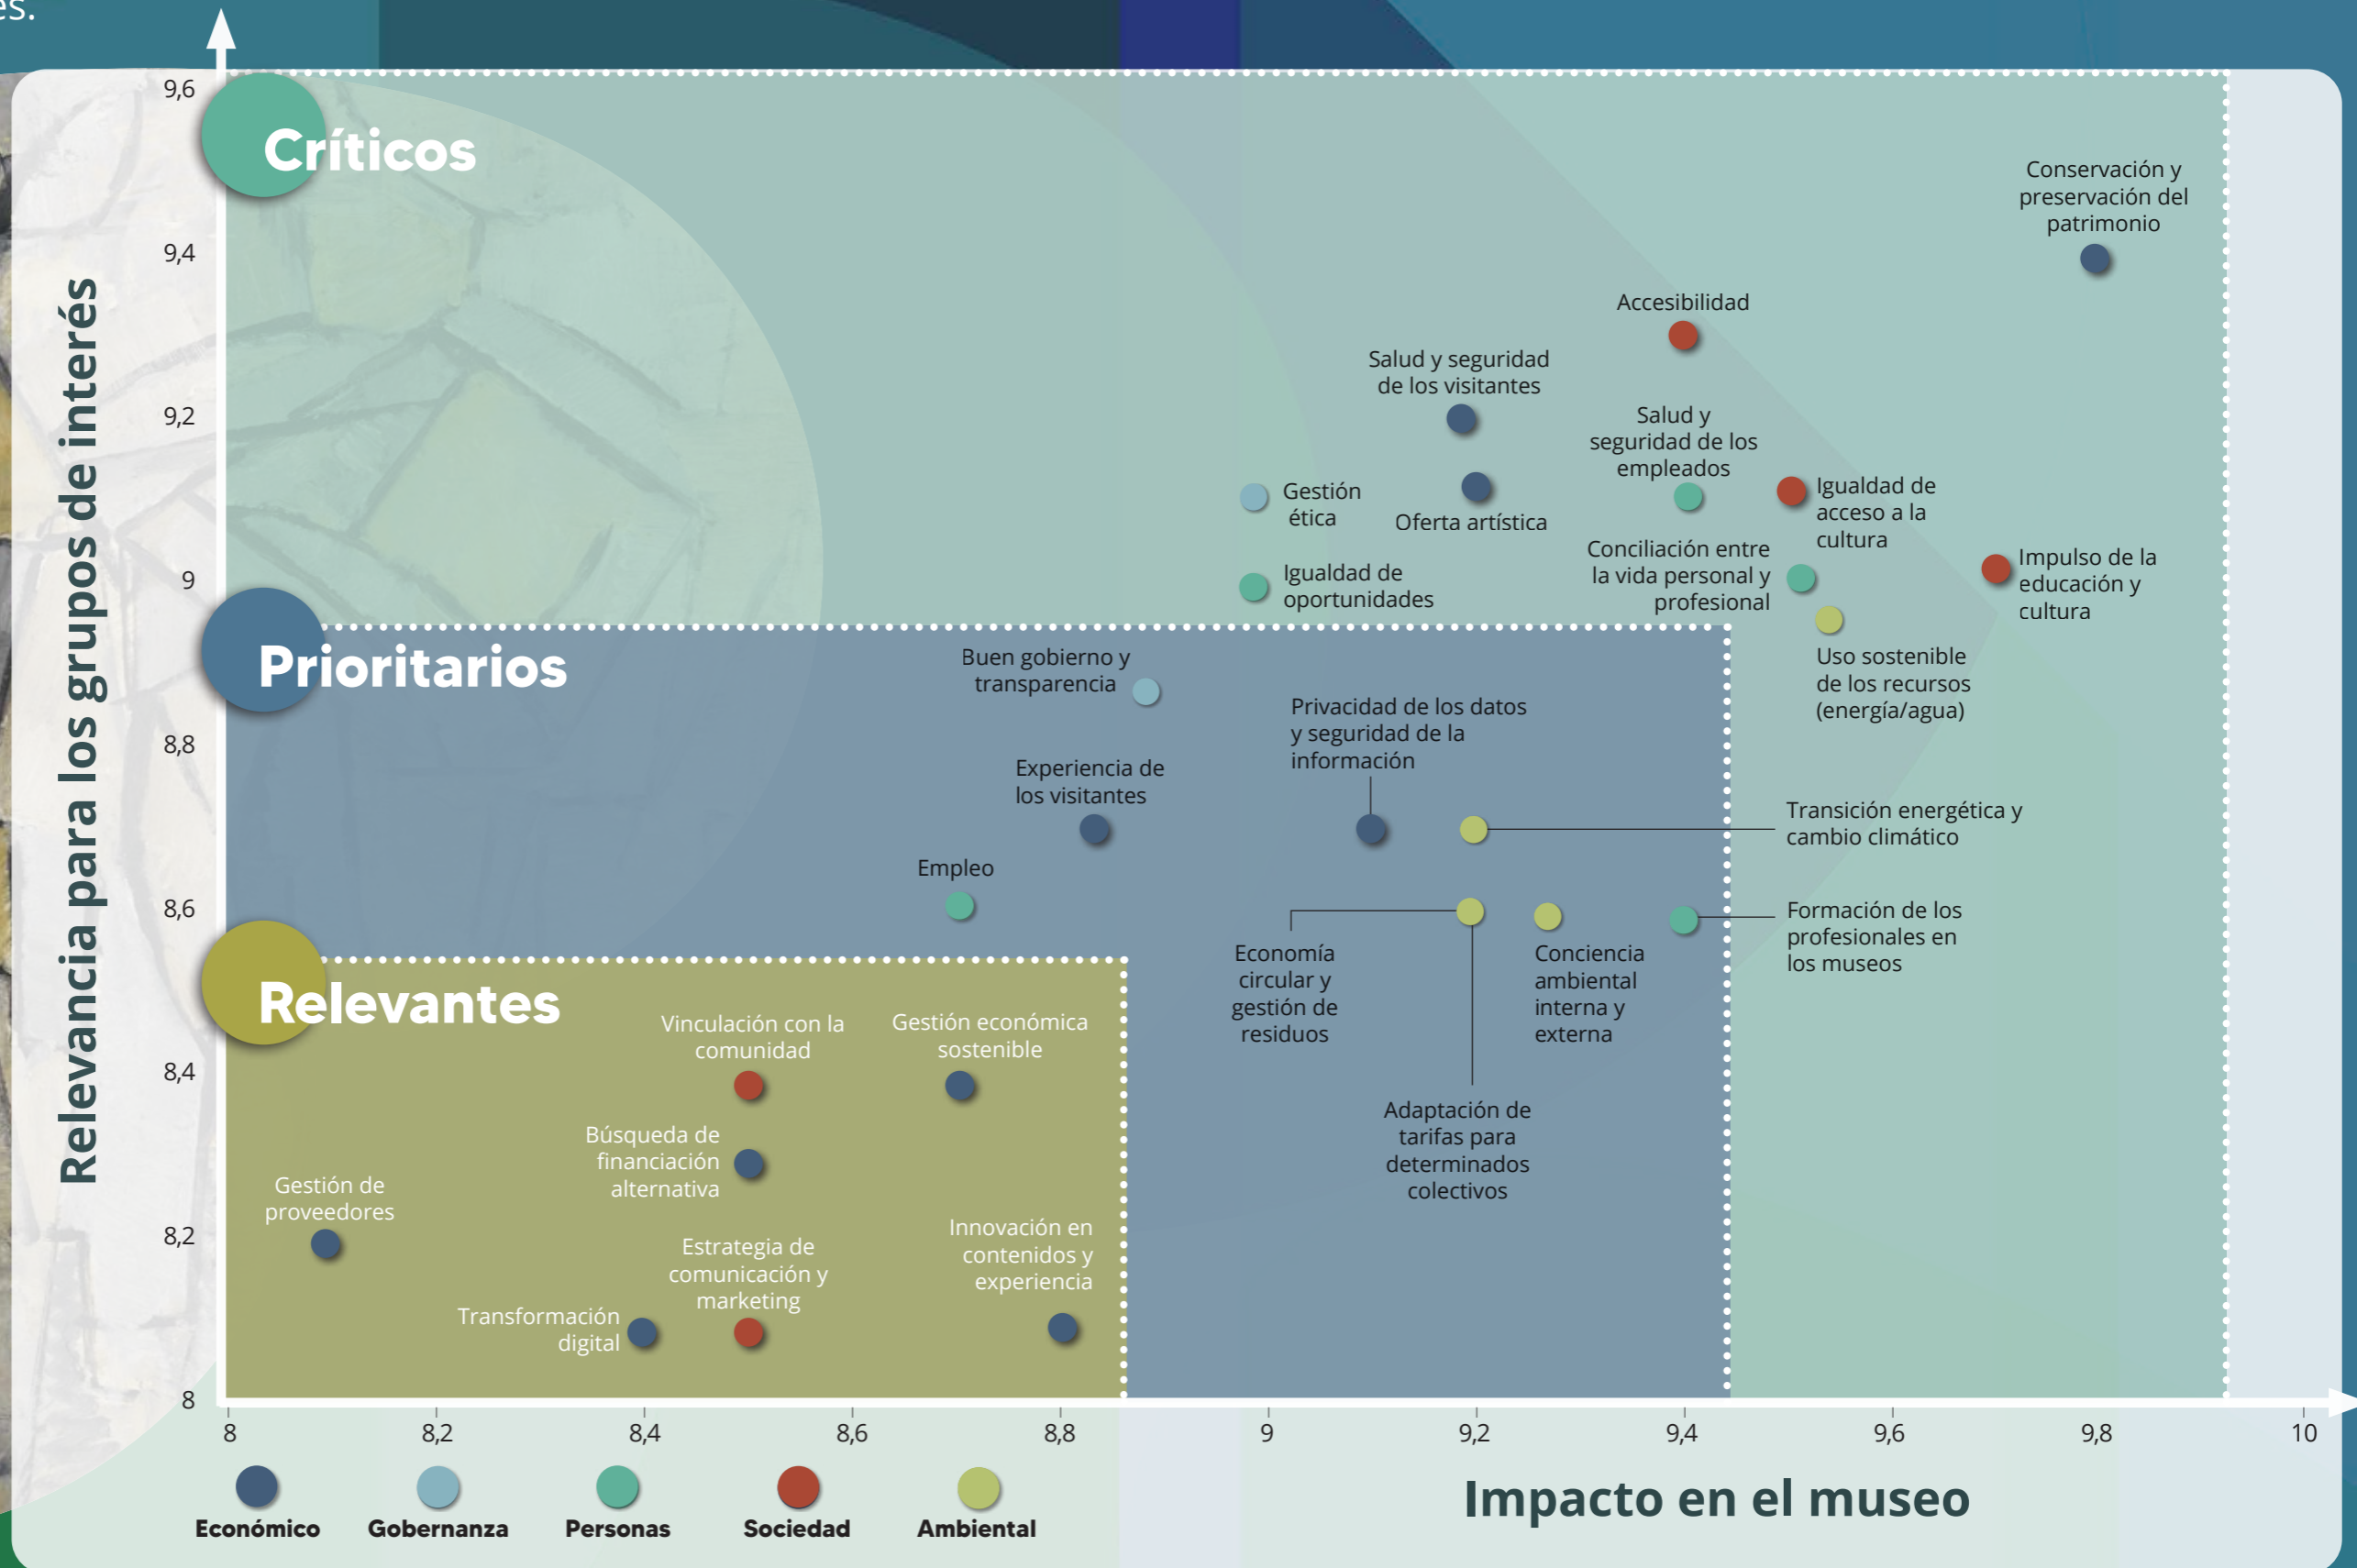 es.
9,6
Críticos
Conservación y
preservación del
patrimonio
9,4
Accesibilidad
Salud y seguridad
de los visitantes
9,2
Salud y
seguridad de los
empleados
Gestión
ética
Oferta artística
Igualdad de
acceso a la
cultura
Conciliación entre
la vida personal y
profesional
Impulso de la
educación y
cultura
9
Igualdad de
oportunidades
Uso sostenible
de los recursos
(energía/agua)
Prioritarios
Buen gobierno y
transparencia
Privacidad de los datos
y seguridad de la
información
8,8
Experiencia de
los visitantes
Transición energética y
cambio climático
Empleo
8,6
Formación de los
profesionales en
los museos
Economía
circular y
gestión de
residuos
Conciencia
ambiental
interna y
externa
Adaptación de
tarifas para
determinados
colectivos
Relevantes
Vinculación con la
comunidad
Gestión económica
sostenible
8,4
Búsqueda de
financiación
alternativa
Gestión de
proveedores
8,2
Estrategia de
comunicación y
marketing
Innovación en
contenidos y
experiencia
Transformación
digital
8
Relevancia para los grupos de interés
8 8,2 8,4 8,6 8,8 9 9,2 9,4 9,6 9,8 10
Impacto en el museo
Económico Gobernanza Personas Sociedad Ambiental